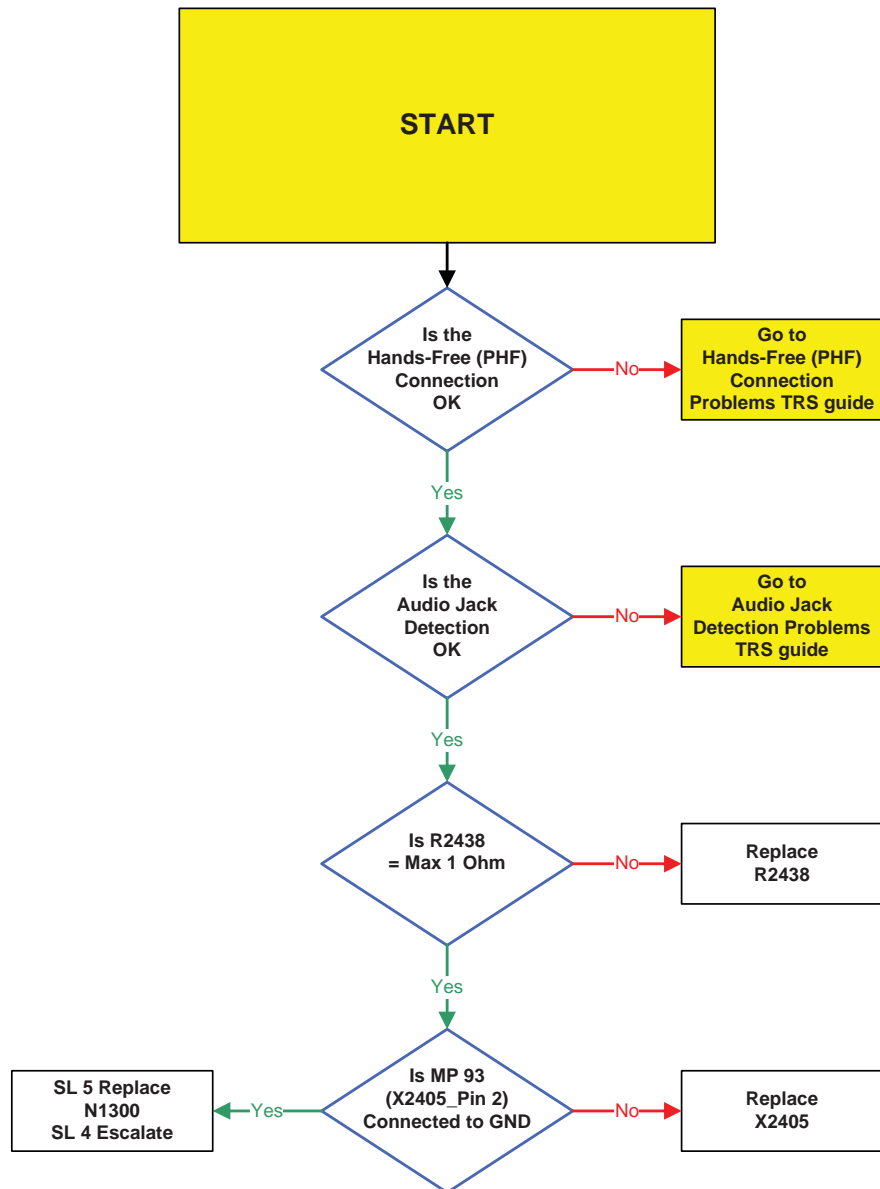 START
Is the
Hands-Free (PHF)
Connection
OK
No
Go to
Hands-Free (PHF)
Connection
Problems TRS guide
Yes
Is the
Audio Jack
Detection
OK
No
Go to
Audio Jack
Detection Problems
TRS guide
Yes
Is R2438
= Max 1 Ohm
No
Replace
R2438
Yes
Is MP 93
(X2405_Pin 2)
Connected to GND
Yes
SL 5 Replace
N1300
SL 4 Escalate
No
Replace
X2405